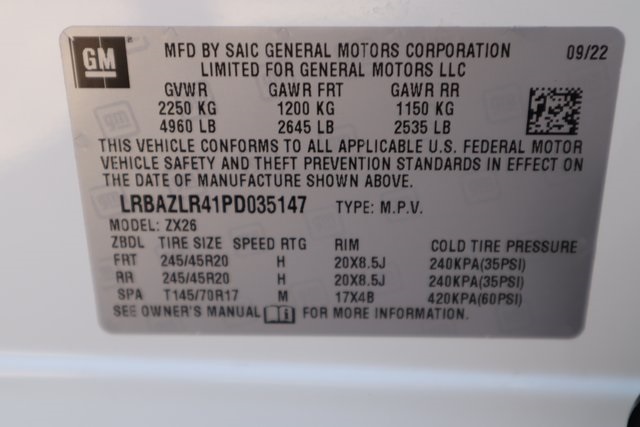 GM
MFD BY SAIC GENERAL MOTORS CORPORATION 09/22
LIMITED FOR GENERAL MOTORS LLC
GVWR GAWR FRT GAWR RR
2250 KG 1200 KG 1150 KG
4960 LB 2645 LB 2535 LB
THIS VEHICLE CONFORMS TO ALL APPLICABLE U.S. FEDERAL MOTOR
VEHICLE SAFETY AND THEFT PREVENTION STANDARDS IN EFFECT ON
THE DATE OF MANUFACTURE SHOWN ABOVE.
LRBAZLR41PD035147 TYPE: M.P.V.
MODEL: ZX26
ZBDL TIRE SIZE SPEED RTG RIM COLD TIRE PRESSURE
FRT 245/45R20 H 20X8.5J 240KPA(35PSI)
RR 245/45R20 H 20X8.5J 240KPA(35PSI)
SPA T145/70R17 M 17X4B 420KPA(60PSI)
SEE OWNER'S MANUAL i FOR MORE INFORMATION.